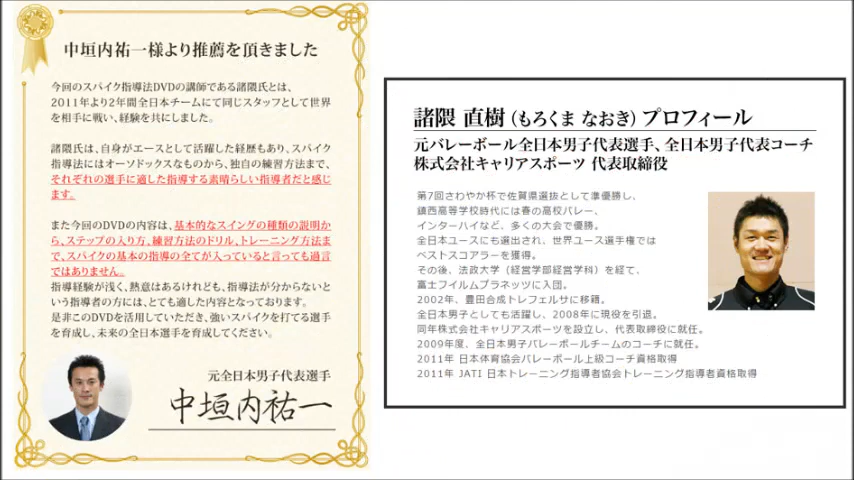 中垣内祐一様より推薦を頂きました
今回のスパイク指導法DVDの講師である諸隈氏とは、
2011年より2年間全日本チームにて同じスタッフとして世界
を相手に戦い、経験を共にしました。
諸隈氏は、自身がエースとして活躍した経歴もあり、スパイク
指導法にはオーソドックスなものから、独自の練習方法まで、
それぞれの選手に適した指導する素晴らしい指導者だと感じ
ます。
また今回のDVDの内容は、基本的なスイングの種類の説明か
ら、ステップの入り方、練習方法のドリル、トレーニング方法ま
で、スパイクの基本の指導の全てが入っていると言っても過言
ではありません。
指導経験が浅く、熱意はあるけれども、指導法が分からないと
いう指導者の方には、とても適した内容となっております。
是非このDVDを活用していただき、強いスパイクを打てる選手
を育成し、未来の全日本選手を育成してください。
元全日本男子代表選手
中垣内祐一
諸隈 直樹（もろくま なおき）プロフィール
元バレーボール全日本男子代表選手、全日本男子代表コーチ
株式会社キャリアスポーツ 代表取締役
第7回さわやか杯で佐賀県選抜として準優勝し、
鎮西高等学校時代には春の高校バレー、
インターハイなど、多くの大会で優勝。
全日本ユースにも選出され、世界ユース選手権では
ベストスコアラーを獲得。
その後、法政大学（経営学部経営学科）を経て、
富士フイルムプラネッツに入団。
2002年、豊田合成トレフェルサに移籍。
全日本男子としても活躍し、2008年に現役を引退。
同年株式会社キャリアスポーツを設立し、代表取締役に就任。
2009年度、全日本男子バレーボールチームのコーチに就任。
2011年 日本体育協会バレーボール上級コーチ資格取得
2011年 JATI 日本トレーニング指導者協会トレーニング指導者資格取得